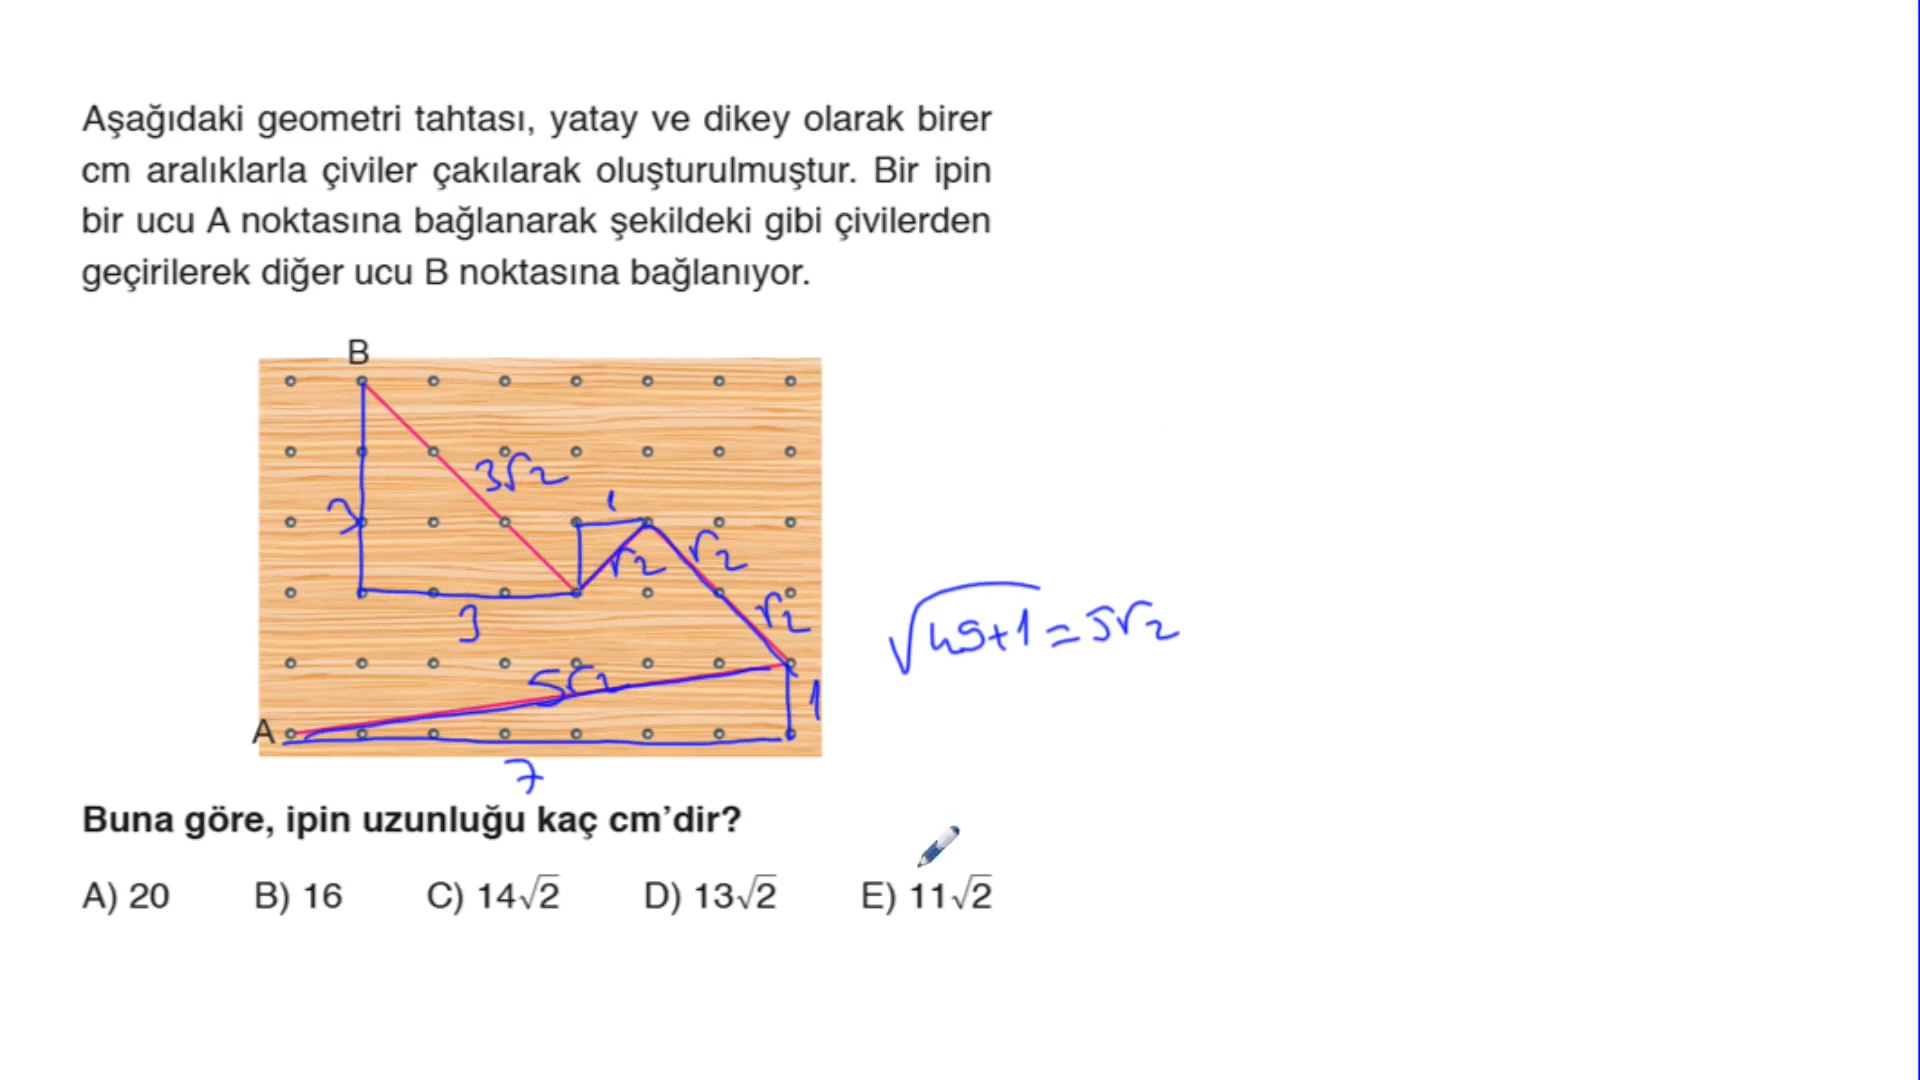 Aşağıdaki geometri tahtası, yatay ve dikey olarak birer
cm aralıklarla çiviler çakılarak oluşturulmuştur. Bir ipin
bir ucu A noktasına bağlanarak şekildeki gibi çivilerden
geçirilerek diğer ucu B noktasına bağlanıyor.
B
3√2
3
1
√2
√2
√2
3
√49+1 = 5√2
5√2
1
A
7
Buna göre, ipin uzunluğu kaç cm’dir?
A) 20 B) 16 C) 14√2 D) 13√2 E) 11√2